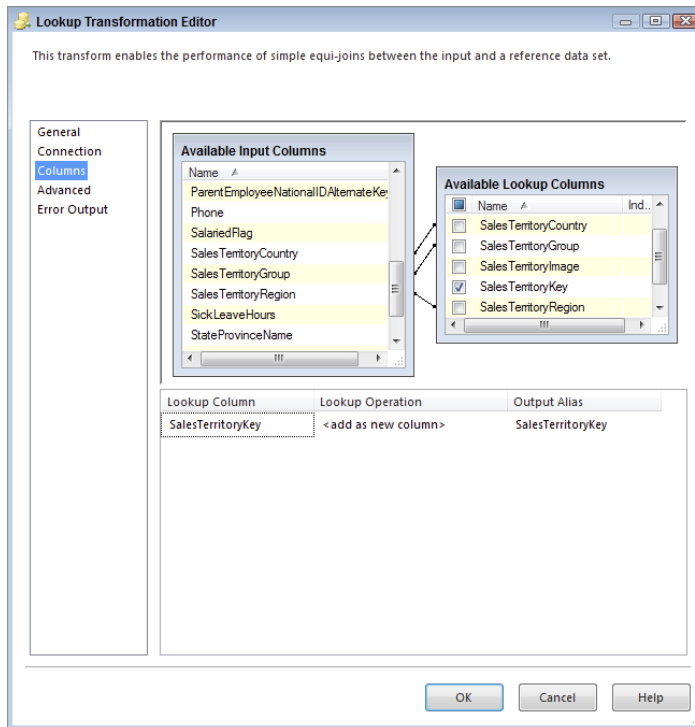 Lookup Transformation Editor
This transform enables the performance of simple equi-joins between the input and a reference data set.
General
Connection
Columns
Advanced
Error Output
Available Input Columns
Name
ParentEmployeeNationalIDAlternateKey
Phone
SalariedFlag
SalesTerritoryCountry
SalesTerritoryGroup
SalesTerritoryRegion
SickLeaveHours
StateProvinceName
Available Lookup Columns
Name Ind..
SalesTerritoryCountry
SalesTerritoryGroup
SalesTerritoryImage
SalesTerritoryKey
SalesTerritoryRegion
Lookup Column Lookup Operation Output Alias
SalesTerritoryKey <add as new column> SalesTerritoryKey
OK Cancel Help